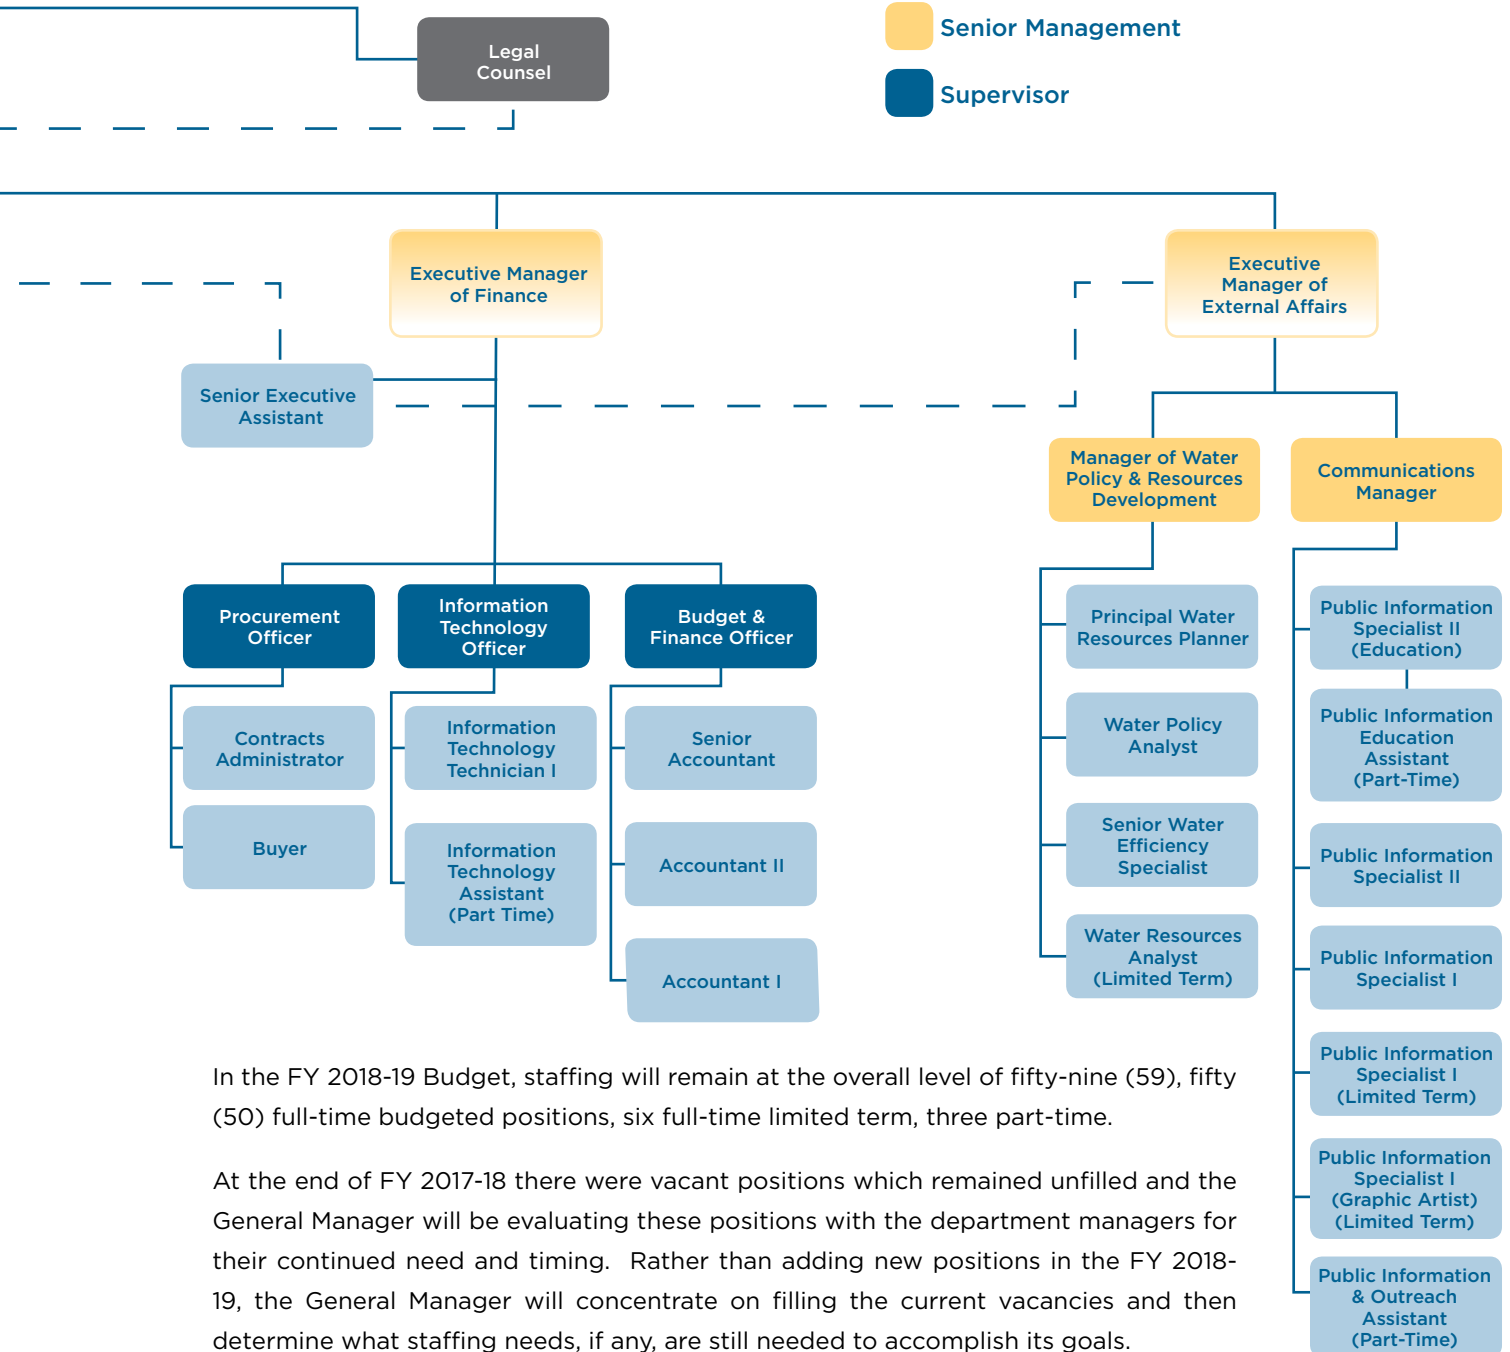 Legal
Counsel
Senior Management
Supervisor
Executive Manager
of Finance
Executive
Manager of
External Affairs
Senior Executive
Assistant
Manager of Water
Policy & Resources
Development
Communications
Manager
Procurement
Officer
Information
Technology
Officer
Budget &
Finance Officer
Contracts
Administrator
Buyer
Information
Technology
Technician I
Information
Technology
Assistant
(Part Time)
Senior
Accountant
Accountant II
Accountant I
Principal Water
Resources Planner
Water Policy
Analyst
Senior Water
Efficiency
Specialist
Water Resources
Analyst
(Limited Term)
Public Information
Specialist II
(Education)
Public Information
Education
Assistant
(Part-Time)
Public Information
Specialist II
Public Information
Specialist I
Public Information
Specialist I
(Limited Term)
Public Information
Specialist I
(Graphic Artist)
(Limited Term)
Public Information
& Outreach
Assistant
(Part-Time)
In the FY 2018-19 Budget, staffing will remain at the overall level of fifty-nine (59), fifty
(50) full-time budgeted positions, six full-time limited term, three part-time.
At the end of FY 2017-18 there were vacant positions which remained unfilled and the
General Manager will be evaluating these positions with the department managers for
their continued need and timing.  Rather than adding new positions in the FY 2018-
19, the General Manager will concentrate on filling the current vacancies and then
determine what staffing needs, if any, are still needed to accomplish its goals.